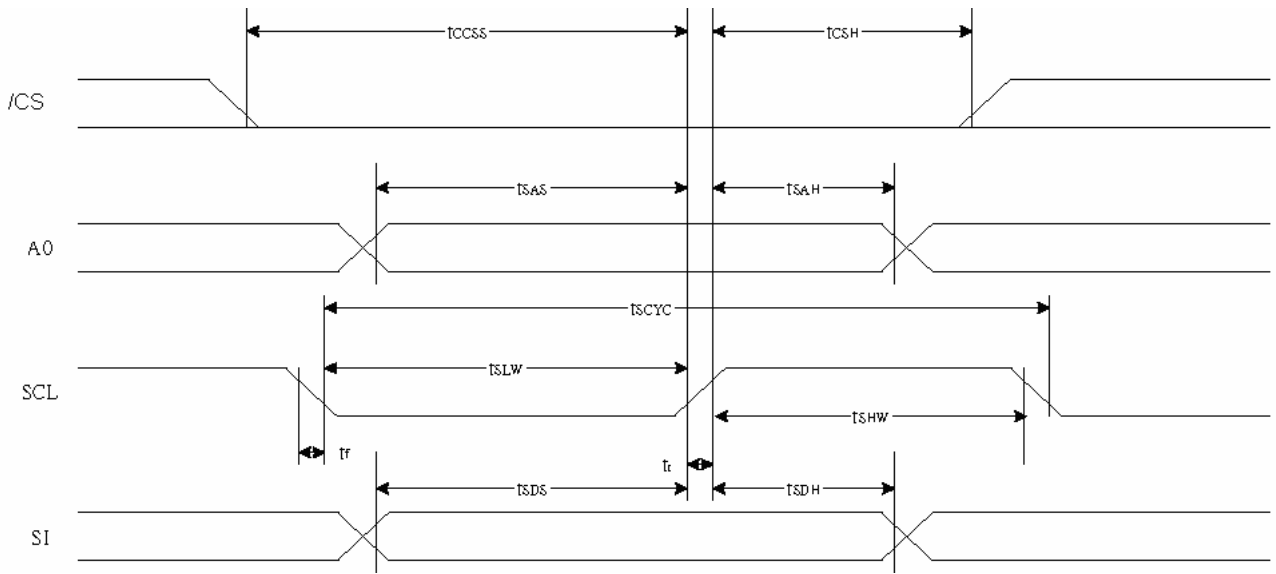 tCCSS tCSH
/CS
tSAS tSAH
A0
tSCYC
tSLW
SCL
tSHW
tf
tr
tSDS tSDH
SI